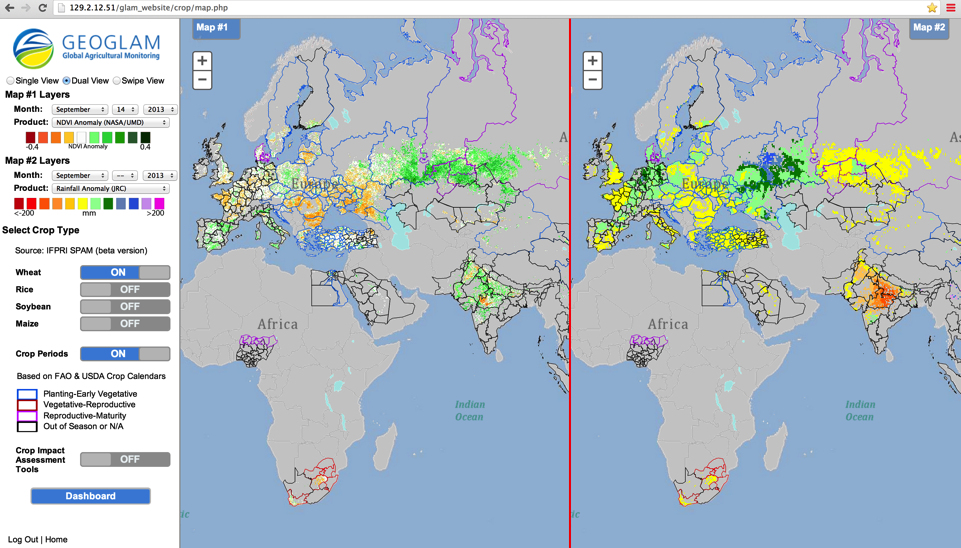 129.2.12.51/glam_website/crop/map.php
GEOGLAM
Global Agricultural Monitoring
Single View Dual View Swipe View
Map #1 Layers
Month: September 14 2013
Product: NDVI Anomaly (NASA/UMD)
-0.4 NDVI Anomaly 0.4
Map #2 Layers
Month: September -- 2013
Product: Rainfall Anomaly (JRC)
<-200 mm >200
Select Crop Type
Source: IFPRI SPAM (beta version)
Wheat ON
Rice OFF
Soybean OFF
Maize OFF
Crop Periods ON
Based on FAO & USDA Crop Calendars
Planting-Early Vegetative
Vegetative-Reproductive
Reproductive-Maturity
Out of Season or N/A
Crop Impact
Assessment OFF
Tools
Dashboard
Log Out | Home
Map #1
+
−
As
Europe
Africa
Indian
Ocean
ic
Map #2
+
−
A
Europe
Africa
Indian
Ocean
ic